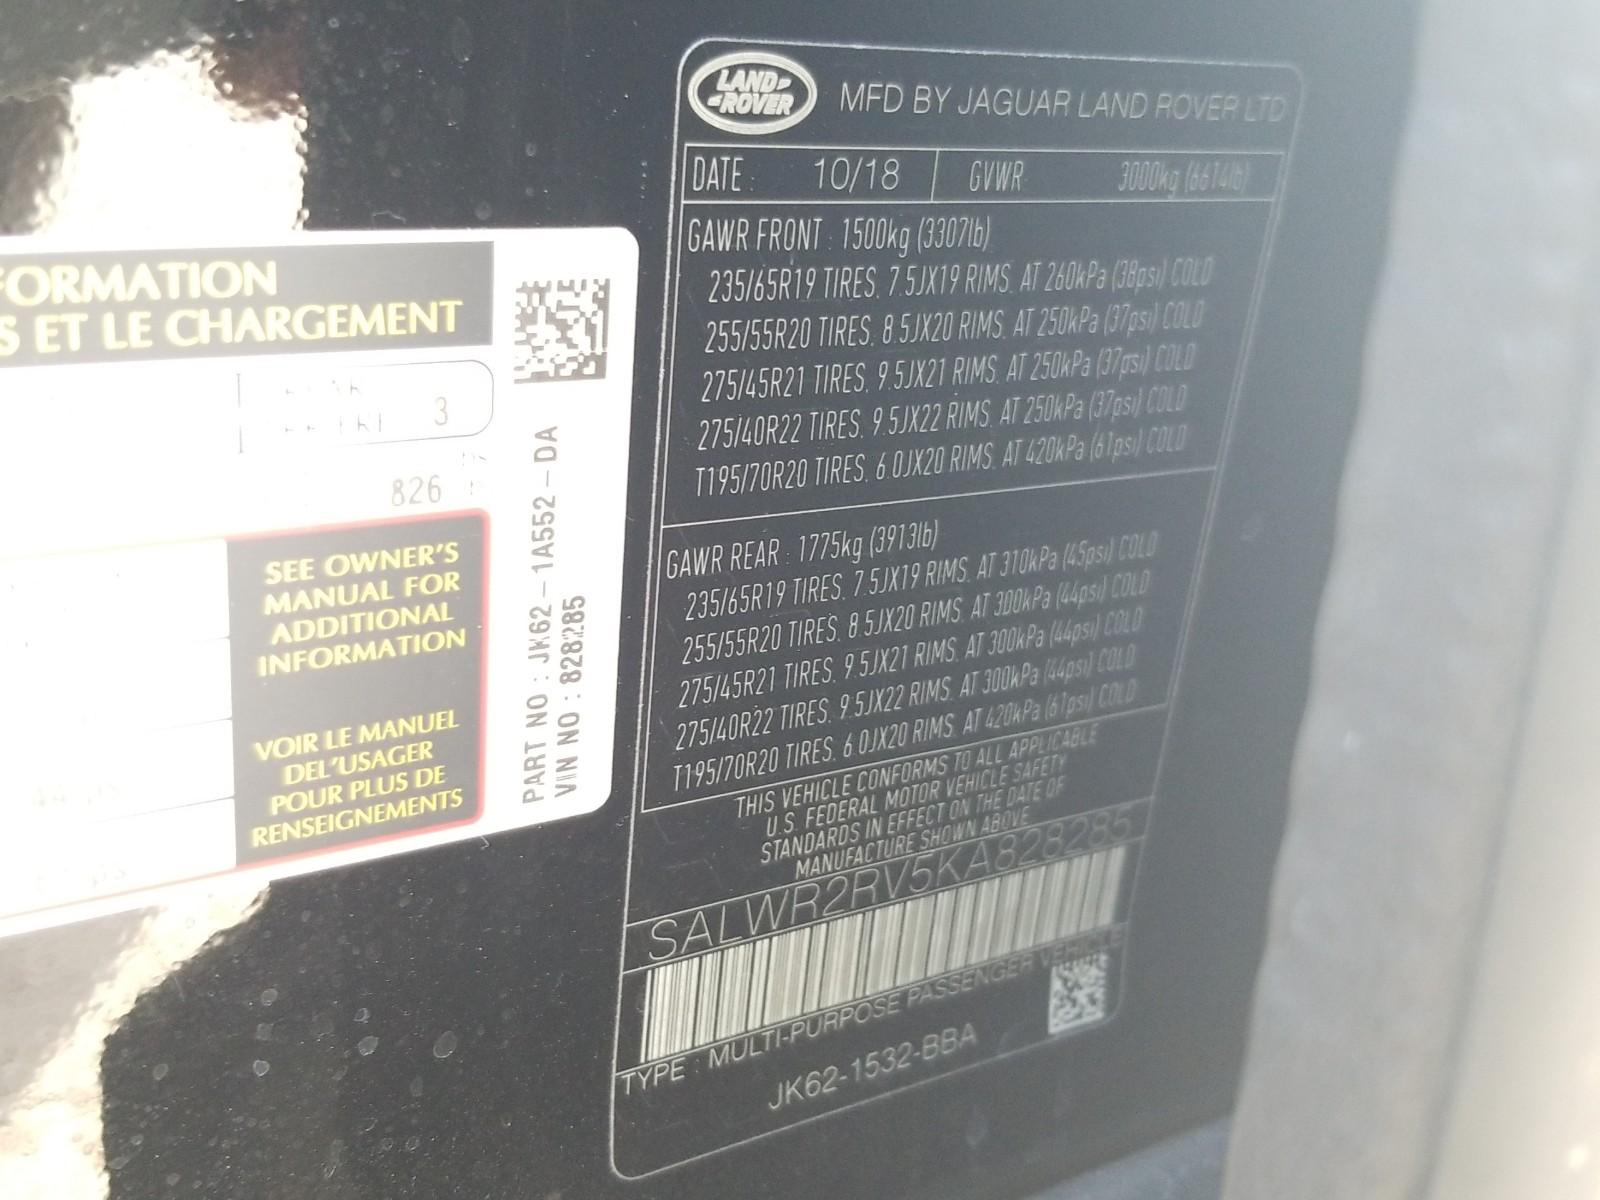 FORMATION
S ET LE CHARGEMENT
3
826
SEE OWNER'S
MANUAL FOR
ADDITIONAL
INFORMATION
VOIR LE MANUEL
DEL'USAGER
POUR PLUS DE
RENSEIGNEMENTS
PART NO : JK62-1A552-DA
VIN NO : 828285
LAND ROVER
MFD BY JAGUAR LAND ROVER LTD
DATE : 10/18 GVWR 3000kg (6614lb)
GAWR FRONT : 1500kg (3307lb)
235/65R19 TIRES, 7.5JX19 RIMS, AT 260kPa (38psi) COLD
255/55R20 TIRES, 8.5JX20 RIMS, AT 250kPa (37psi) COLD
275/45R21 TIRES, 9.5JX21 RIMS, AT 250kPa (37psi) COLD
275/40R22 TIRES, 9.5JX22 RIMS, AT 250kPa (37psi) COLD
T195/70R20 TIRES, 6.0JX20 RIMS, AT 420kPa (61psi) COLD
GAWR REAR : 1775kg (3913lb)
235/65R19 TIRES, 7.5JX19 RIMS, AT 310kPa (45psi) COLD
255/55R20 TIRES, 8.5JX20 RIMS, AT 300kPa (44psi) COLD
275/45R21 TIRES, 9.5JX21 RIMS, AT 300kPa (44psi) COLD
275/40R22 TIRES, 9.5JX22 RIMS, AT 300kPa (44psi) COLD
T195/70R20 TIRES, 6.0JX20 RIMS, AT 420kPa (61psi) COLD
THIS VEHICLE CONFORMS TO ALL APPLICABLE
U.S. FEDERAL MOTOR VEHICLE SAFETY
STANDARDS IN EFFECT ON THE DATE OF
MANUFACTURE SHOWN ABOVE
SALWR2RV5KA828285
TYPE : MULTI-PURPOSE PASSENGER VEHICLE
JK62-1532-BBA